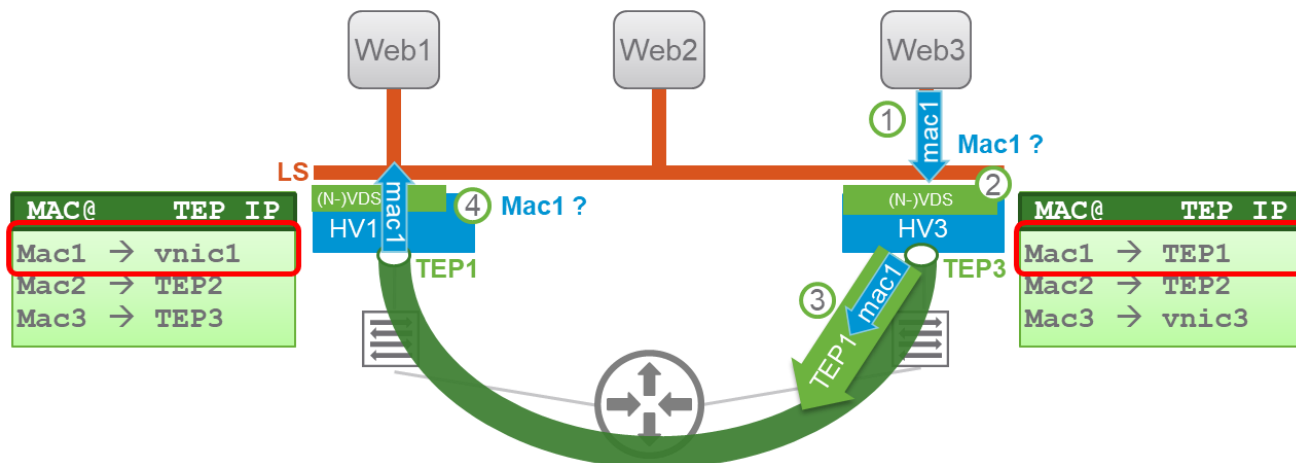 Web1
Web2
Web3
1
mac1
Mac1 ?
LS
2
(N-)VDS
mac1
4
Mac1 ?
(N-)VDS
HV1
HV3
TEP1
TEP3
MAC@ TEP IP
Mac1 → vnic1
Mac2 → TEP2
Mac3 → TEP3
MAC@ TEP IP
Mac1 → TEP1
Mac2 → TEP2
Mac3 → vnic3
3
mac1
TEP1